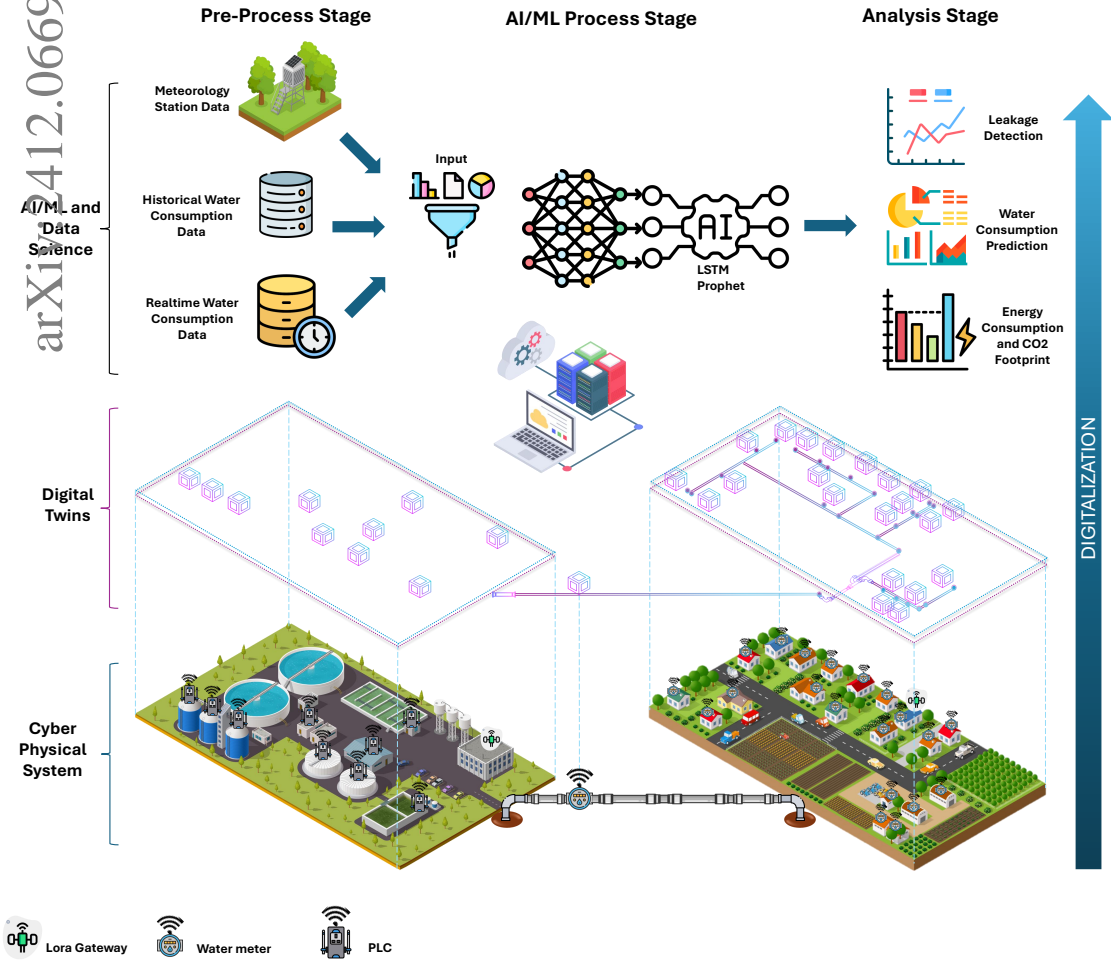 Pre-Process Stage
AI/ML Process Stage
Analysis Stage
arXiv:2412.0669
Meteorology
Station Data
Historical Water
Consumption
Data
Realtime Water
Consumption
Data
Input
AI
LSTM
Prophet
Leakage
Detection
Water
Consumption
Prediction
Energy
Consumption
and CO2
Footprint
AI/ML and
Data
Science
Digital
Twins
Cyber
Physical
System
DIGITALIZATION
Lora Gateway
Water meter
PLC